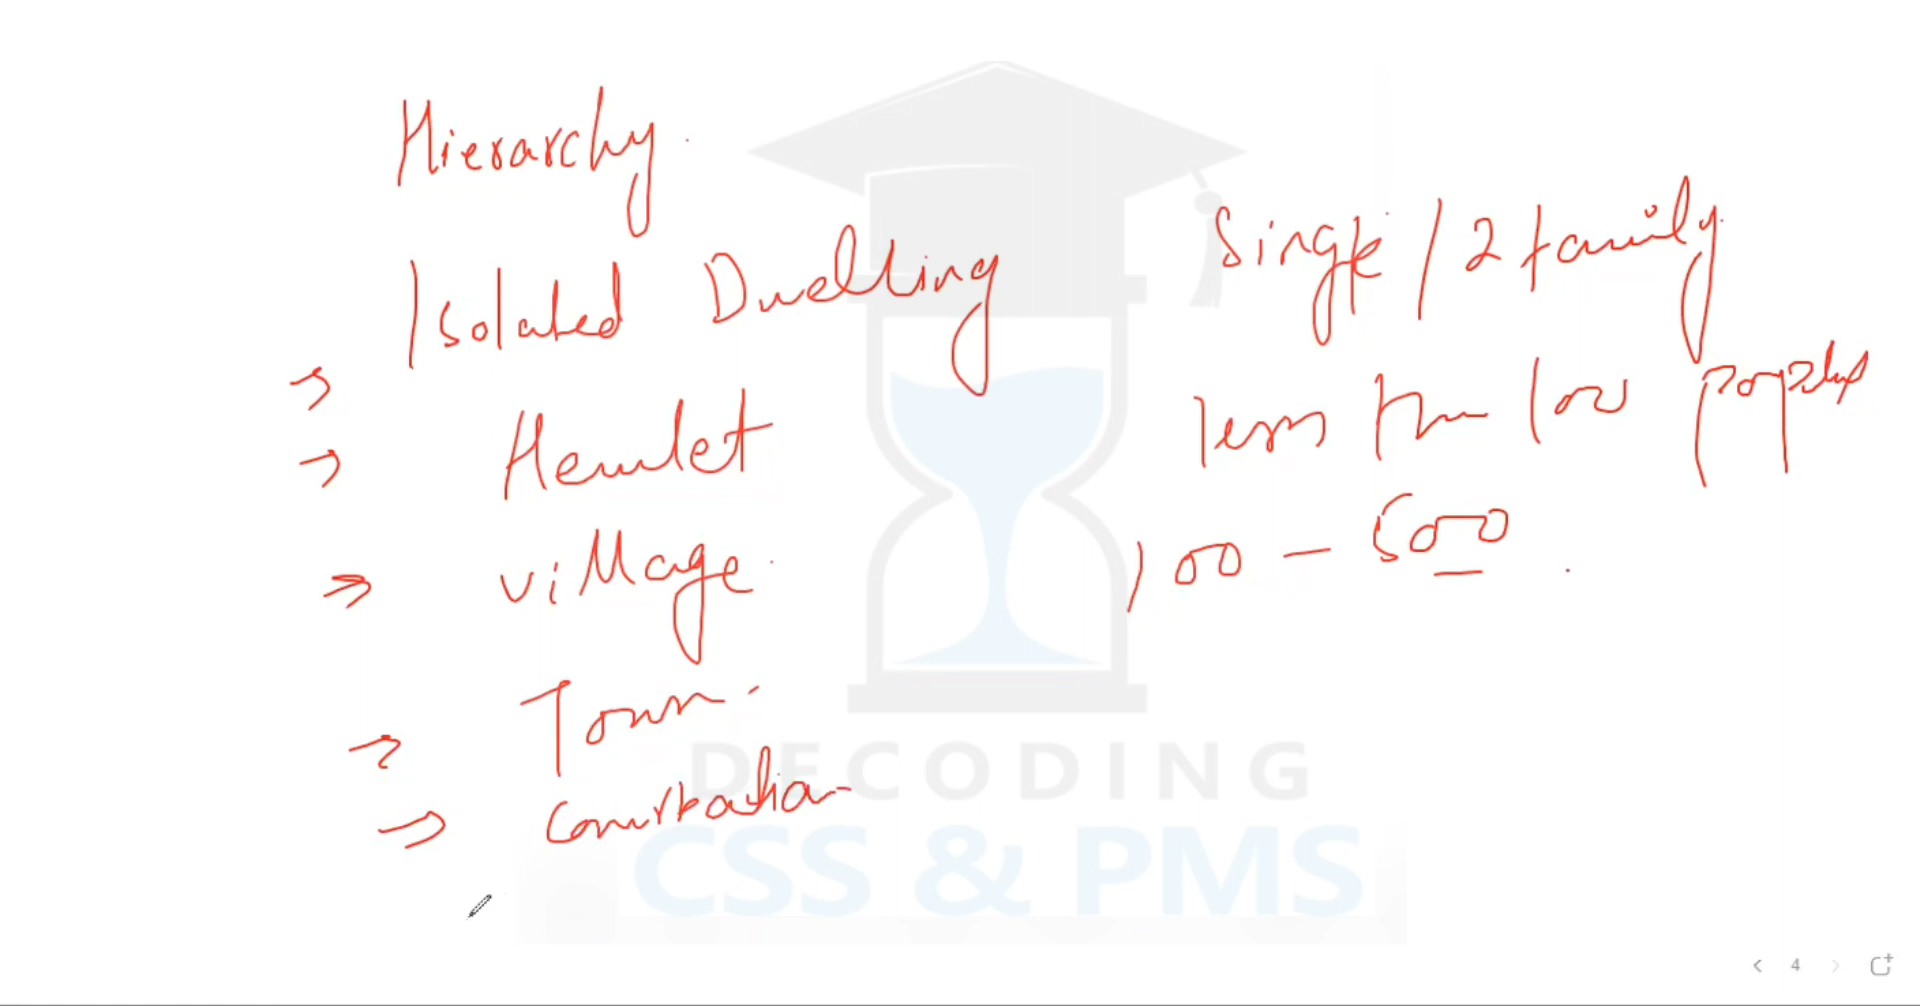 Hierarchy.
Isolated Dwelling Single / 2 family
→ Hemlet less than 100 people
→ village. 100 - 500
→ Town.
→ Conurbation
DECODING
CSS & PMS
4